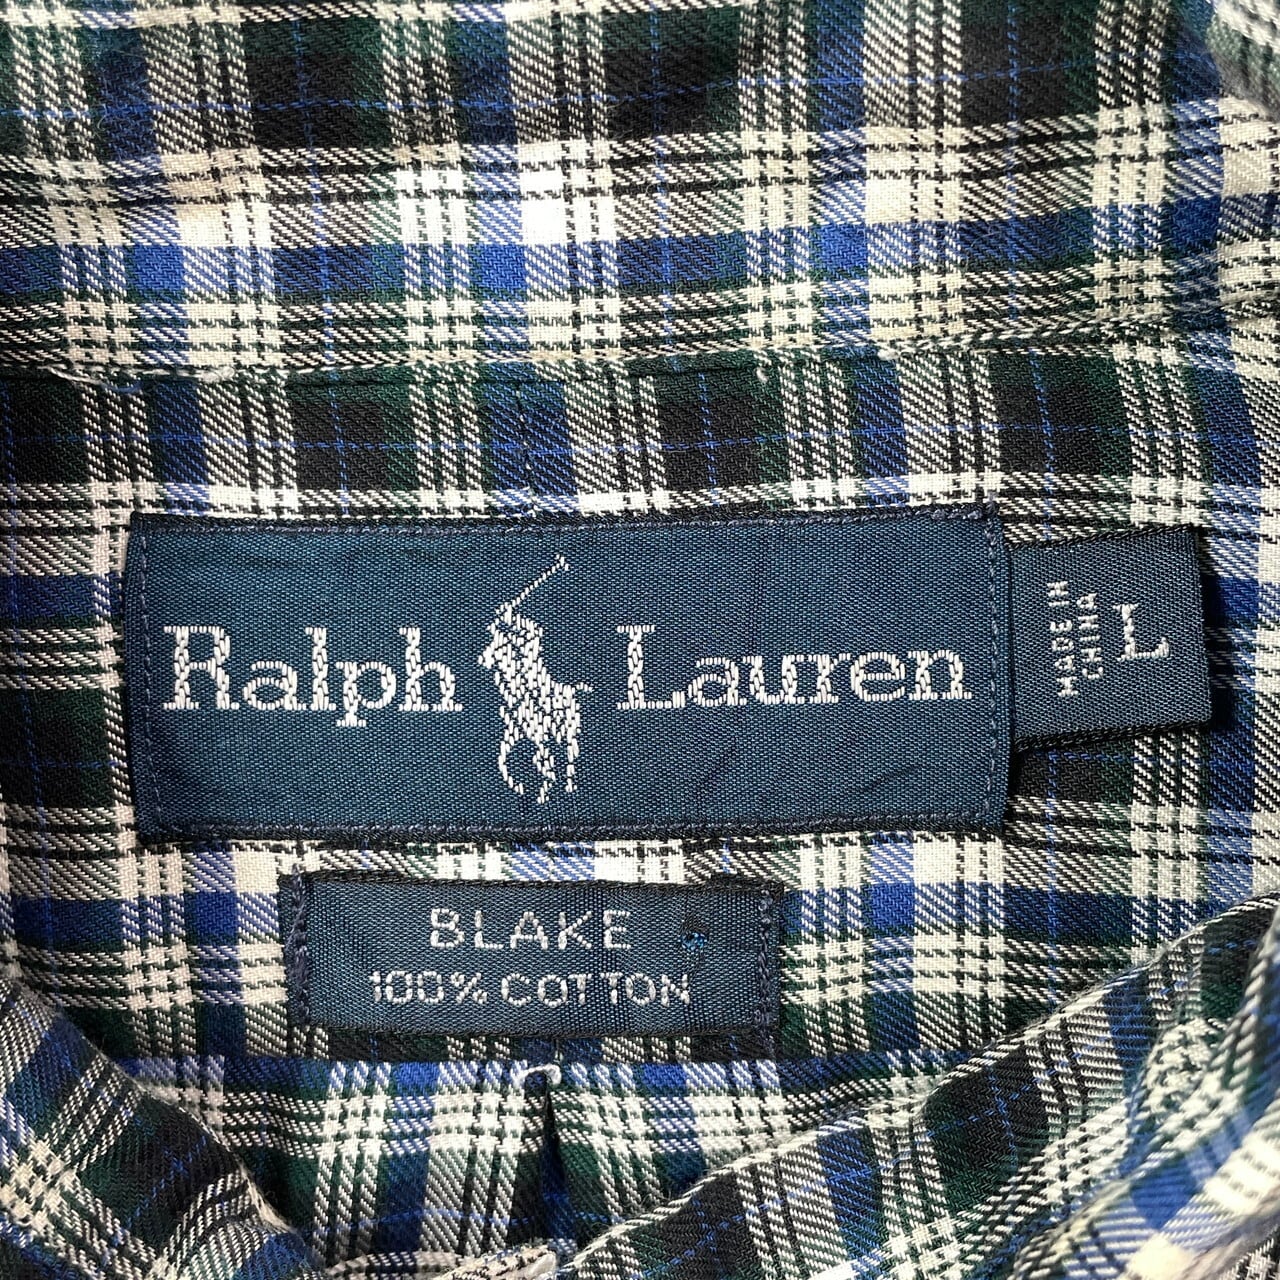 Ralph Lauren
MADE IN
CHINA
L
BLAKE
100% COTTON